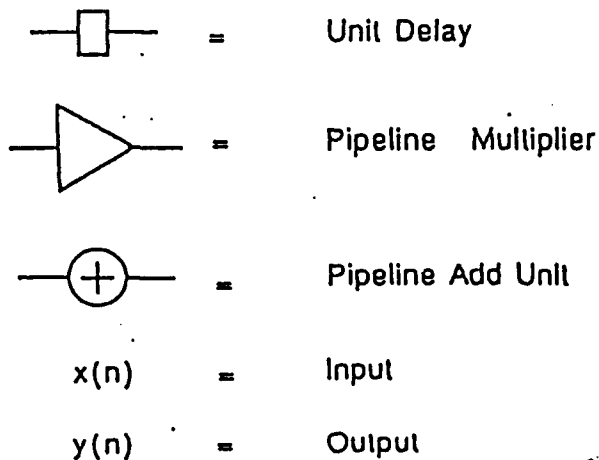 = Unit Delay
= Pipeline Multiplier
+ = Pipeline Add Unit
x(n) = Input
y(n) = Output